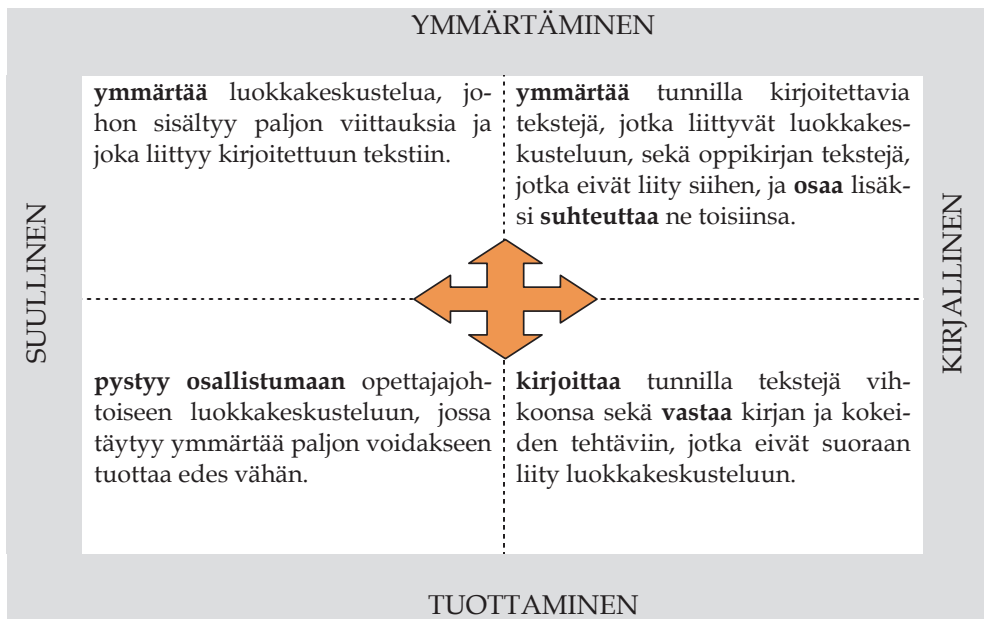 YMMÄRTÄMINEN
SUULLINEN
ymmärtää luokkakeskustelua, jo-
hon sisältyy paljon viittauksia ja
joka liittyy kirjoitettuun tekstiin.
ymmärtää tunnilla kirjoitettavia
tekstejä, jotka liittyvät luokkakes-
kusteluun, sekä oppikirjan tekstejä,
jotka eivät liity siihen, ja osaa lisäk-
si suhteuttaa ne toisiinsa.
pystyy osallistumaan opettajajoh-
toiseen luokkakeskusteluun, jossa
täytyy ymmärtää paljon voidakseen
tuottaa edes vähän.
kirjoittaa tunnilla tekstejä vih-
koonsa sekä vastaa kirjan ja kokei-
den tehtäviin, jotka eivät suoraan
liity luokkakeskusteluun.
KIRJALLINEN
TUOTTAMINEN